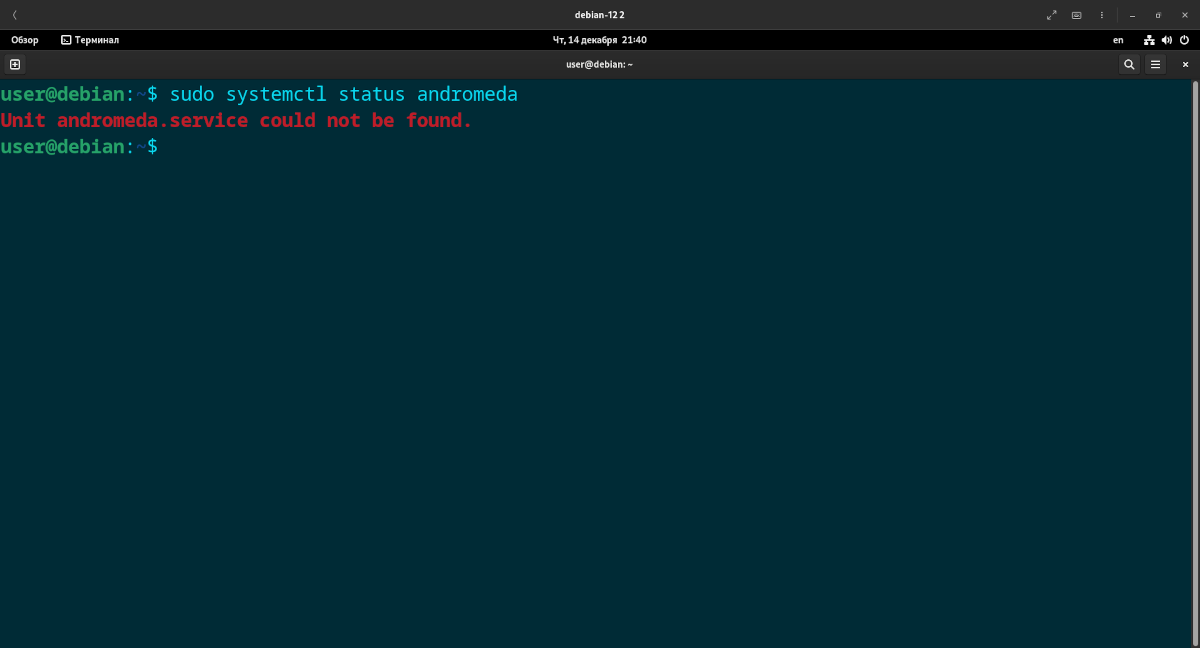 debian-12 2
Обзор Терминал Чт, 14 декабря 21:40 en
user@debian: ~
user@debian:~$ sudo systemctl status andromeda
Unit andromeda.service could not be found.
user@debian:~$